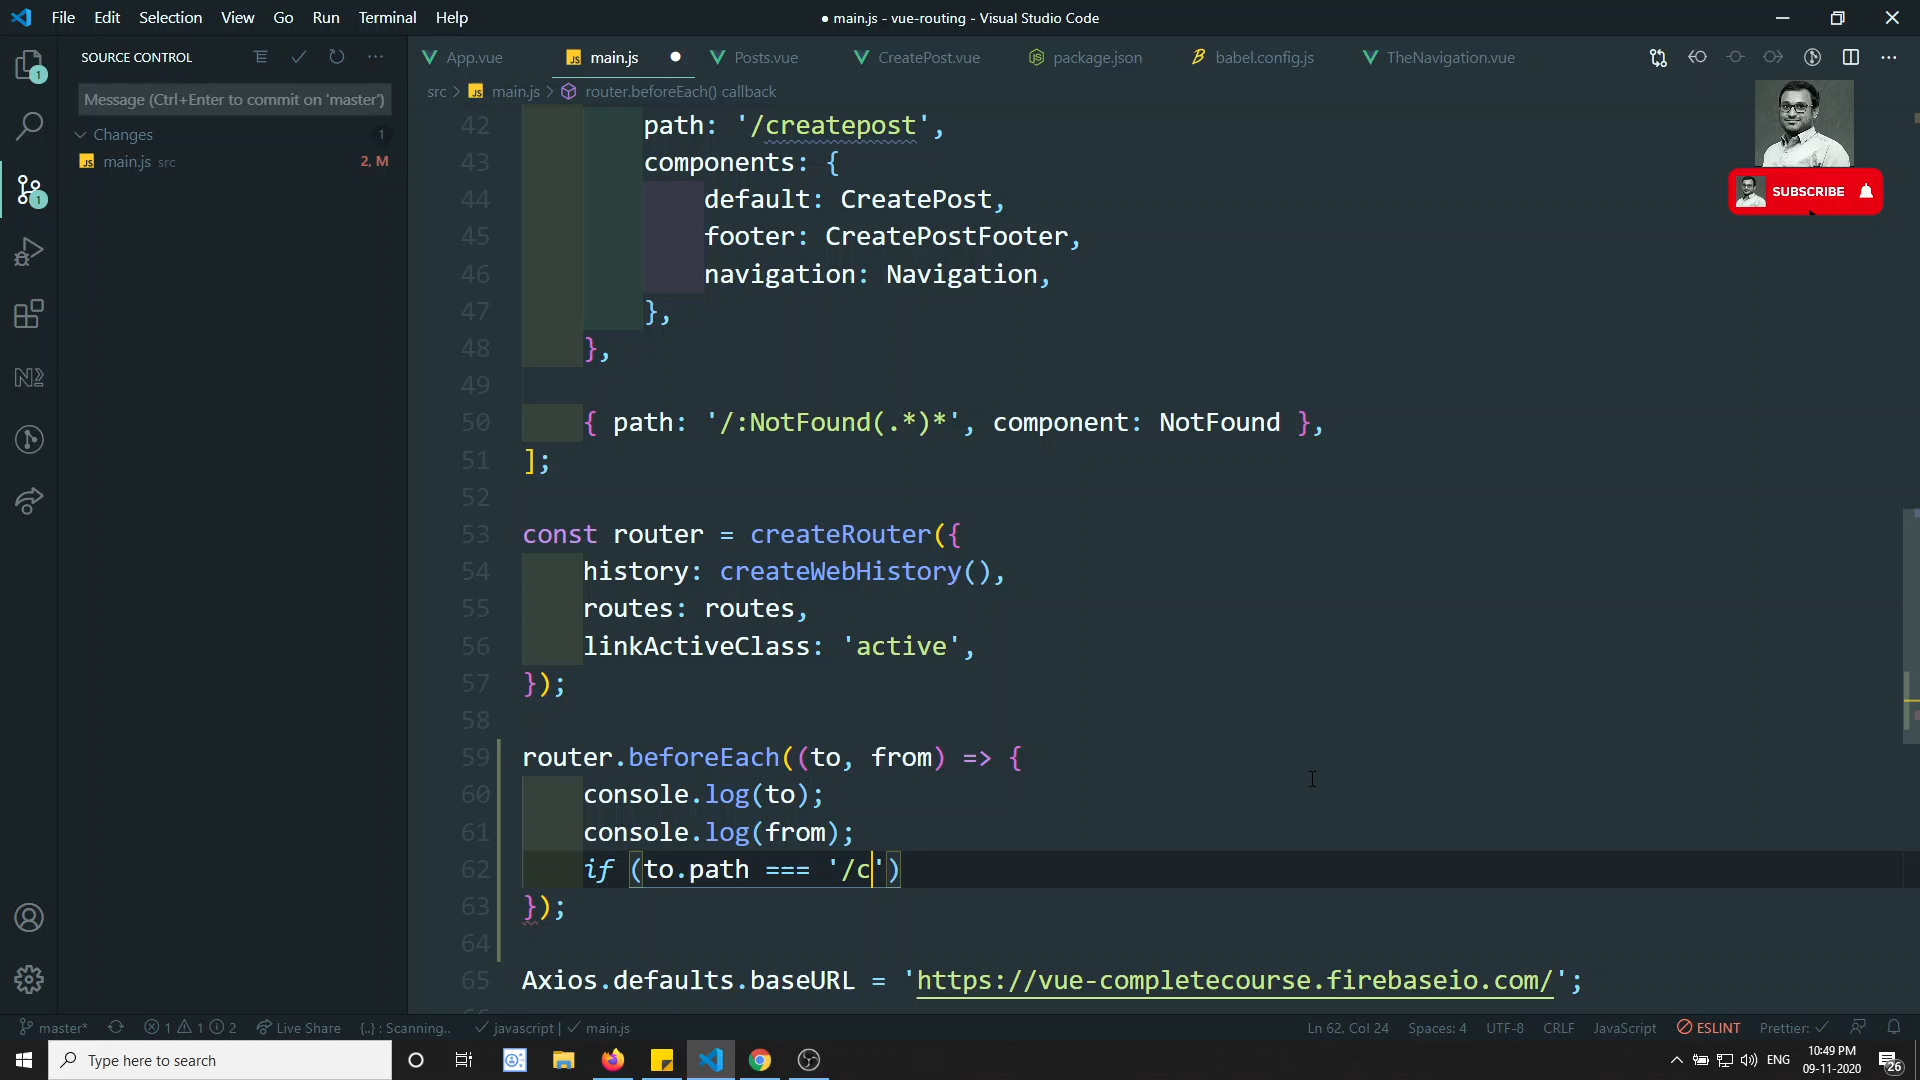 File Edit Selection View Go Run Terminal Help
● main.js - vue-routing - Visual Studio Code
SOURCE CONTROL
App.vue main.js Posts.vue CreatePost.vue package.json babel.config.js TheNavigation.vue
Message (Ctrl+Enter to commit on 'master')
src > main.js > router.beforeEach() callback
Changes 1
main.js src 2, M
SUBSCRIBE
42 path: '/createpost',
43 components: {
44 default: CreatePost,
45 footer: CreatePostFooter,
46 navigation: Navigation,
47 },
48 },
49
50 { path: '/:NotFound(.*)*', component: NotFound },
51 ];
52
53 const router = createRouter({
54 history: createWebHistory(),
55 routes: routes,
56 linkActiveClass: 'active',
57 });
58
59 router.beforeEach((to, from) => {
60 console.log(to);
61 console.log(from);
62 if (to.path === '/c')
63 });
64
65 Axios.defaults.baseURL = 'https://vue-completecourse.firebaseio.com/';
master* 1 1 2 Live Share {..} : Scanning.. javascript | main.js Ln 62, Col 24 Spaces: 4 UTF-8 CRLF JavaScript ESLINT Prettier:
Type here to search
ENG
10:49 PM
09-11-2020
26